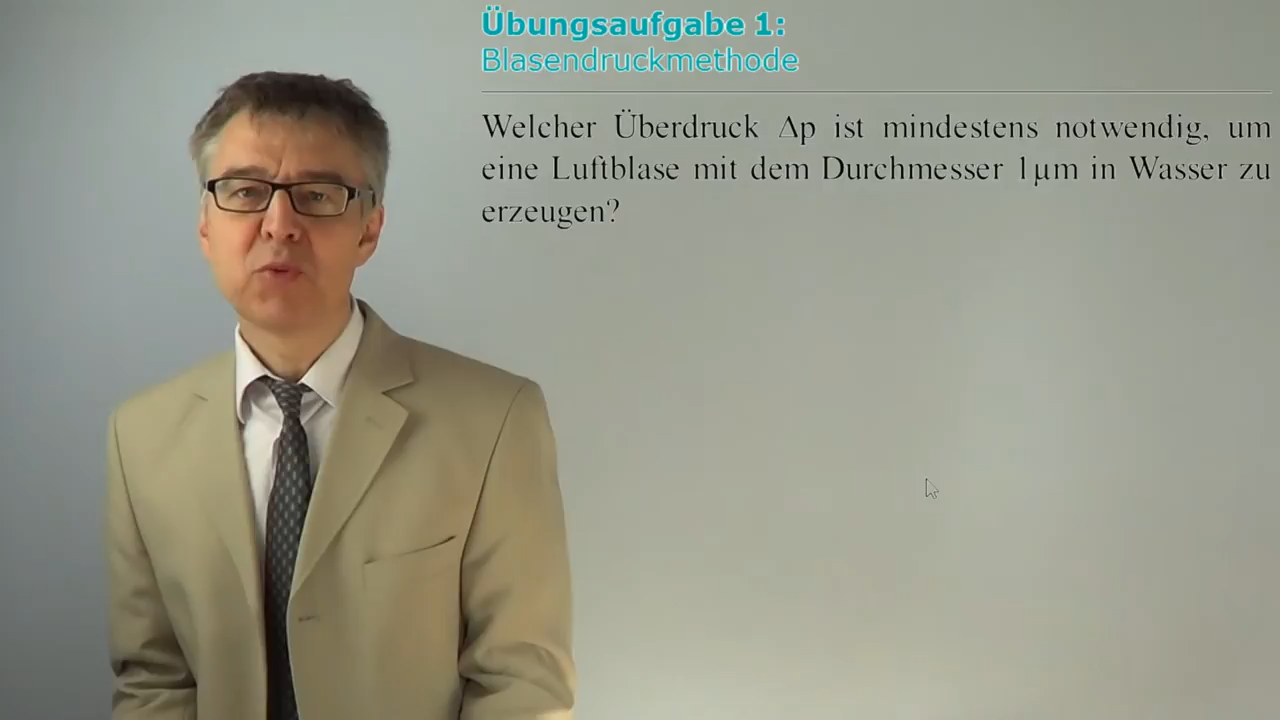 Übungsaufgabe 1:
Blasendruckmethode
Welcher Überdruck Δp ist mindestens notwendig, um
eine Luftblase mit dem Durchmesser 1μm in Wasser zu
erzeugen?